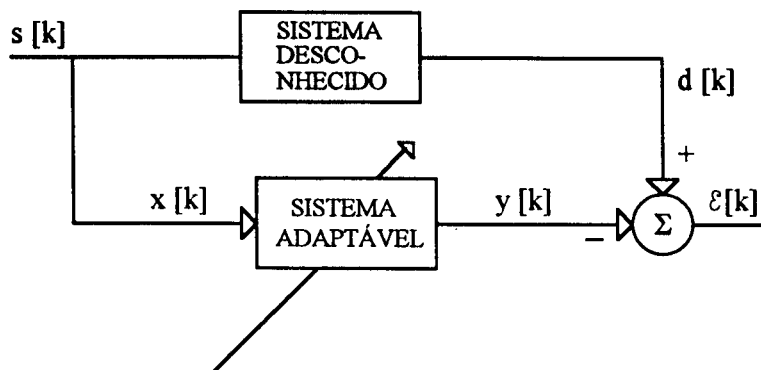 s [k]
SISTEMA
DESCO-
NHECIDO
d [k]
+
x [k]
SISTEMA
ADAPTÁVEL
y [k]
−
Σ
ε[k]